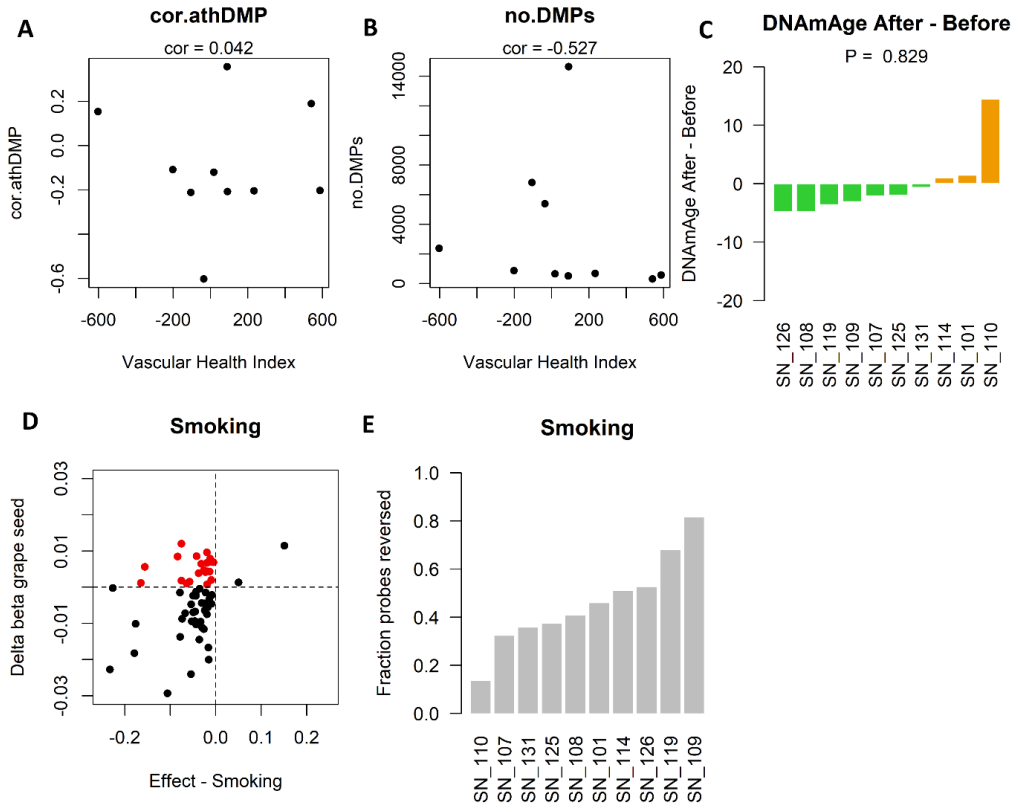 A
cor.athDMP
cor = 0.042
cor.athDMP
0.2
0.0
-0.2
-0.6
-600
-200
200
600
Vascular Health Index
B
no.DMPs
cor = -0.527
no.DMPs
14000
8000
4000
0
-600
-200
200
600
Vascular Health Index
C
DNAmAge After - Before
P = 0.829
DNAmAge After - Before
20
10
0
-10
-20
SN_126
SN_108
SN_119
SN_109
SN_107
SN_125
SN_131
SN_114
SN_101
SN_110
D
Smoking
Delta beta grape seed
0.03
0.01
-0.01
-0.03
-0.2
0.0
0.1
0.2
Effect - Smoking
E
Smoking
Fraction probes reversed
1.0
0.8
0.6
0.4
0.2
0.0
SN_110
SN_107
SN_131
SN_125
SN_108
SN_101
SN_114
SN_126
SN_119
SN_109